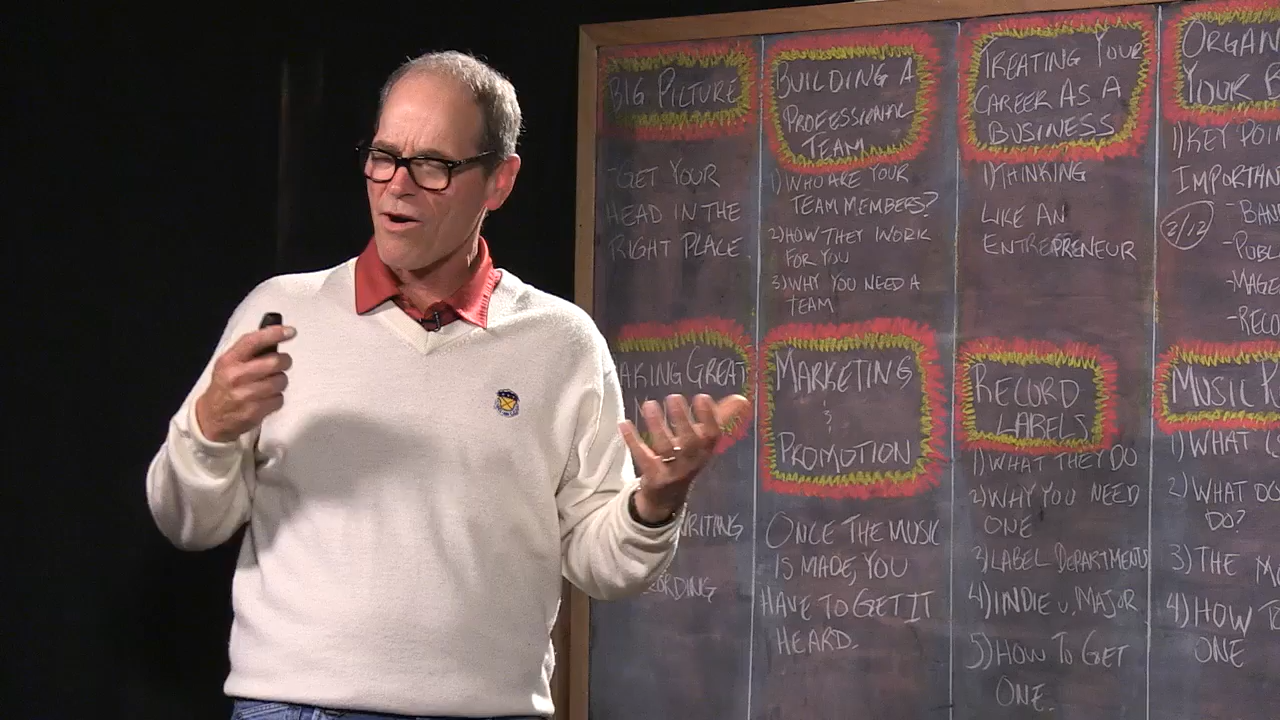 BIG PICTURE
-GET YOUR
HEAD IN THE
RIGHT PLACE
BUILDING A
PROFESSIONAL
TEAM
1) WHO ARE YOUR
TEAM MEMBERS?
2) HOW THEY WORK
FOR YOU
3) WHY YOU NEED A
TEAM
TREATING YOUR
CAREER AS A
BUSINESS
1) THINKING
LIKE AN
ENTREPRENEUR
ORGAN
YOUR B
1) KEY POI
IMPORTAN
2/12
-BAN
-PUBL
-MAGE
-RECO
AKING GREAT
M
WRITING
CORDING
MARKETING
&
PROMOTION
ONCE THE MUSIC
IS MADE, YOU
HAVE TO GET IT
HEARD.
RECORD
LABELS
1) WHAT THEY DO
2) WHY YOU NEED
ONE
3) LABEL DEPARTMENTS
4) INDIE v. MAJOR
5) HOW TO GET
ONE.
MUSIC P
1) WHAT
2) WHAT DO
DO?
3) THE M
4) HOW T
ONE